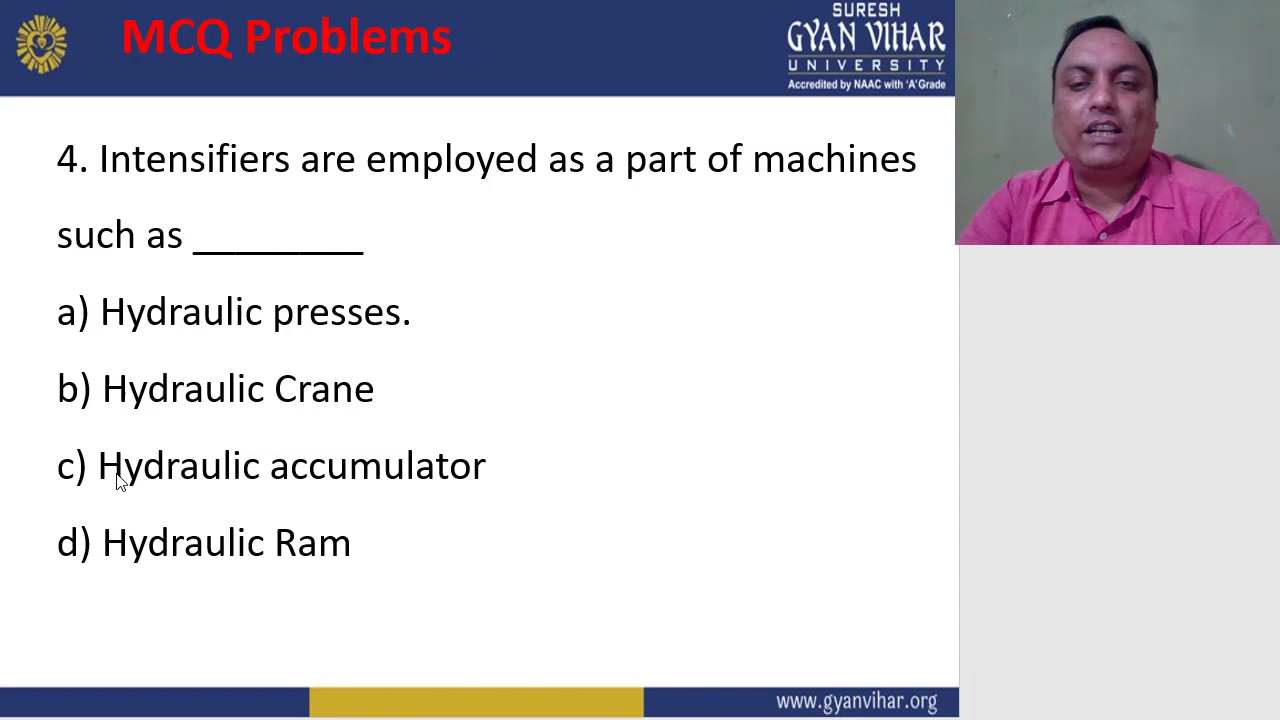 MCQ Problems
SURESH
GYAN VIHAR
UNIVERSITY
Accredited by NAAC with 'A'Grade
4. Intensifiers are employed as a part of machines
such as ________
a) Hydraulic presses.
b) Hydraulic Crane
c) Hydraulic accumulator
d) Hydraulic Ram
www.gyanvihar.org